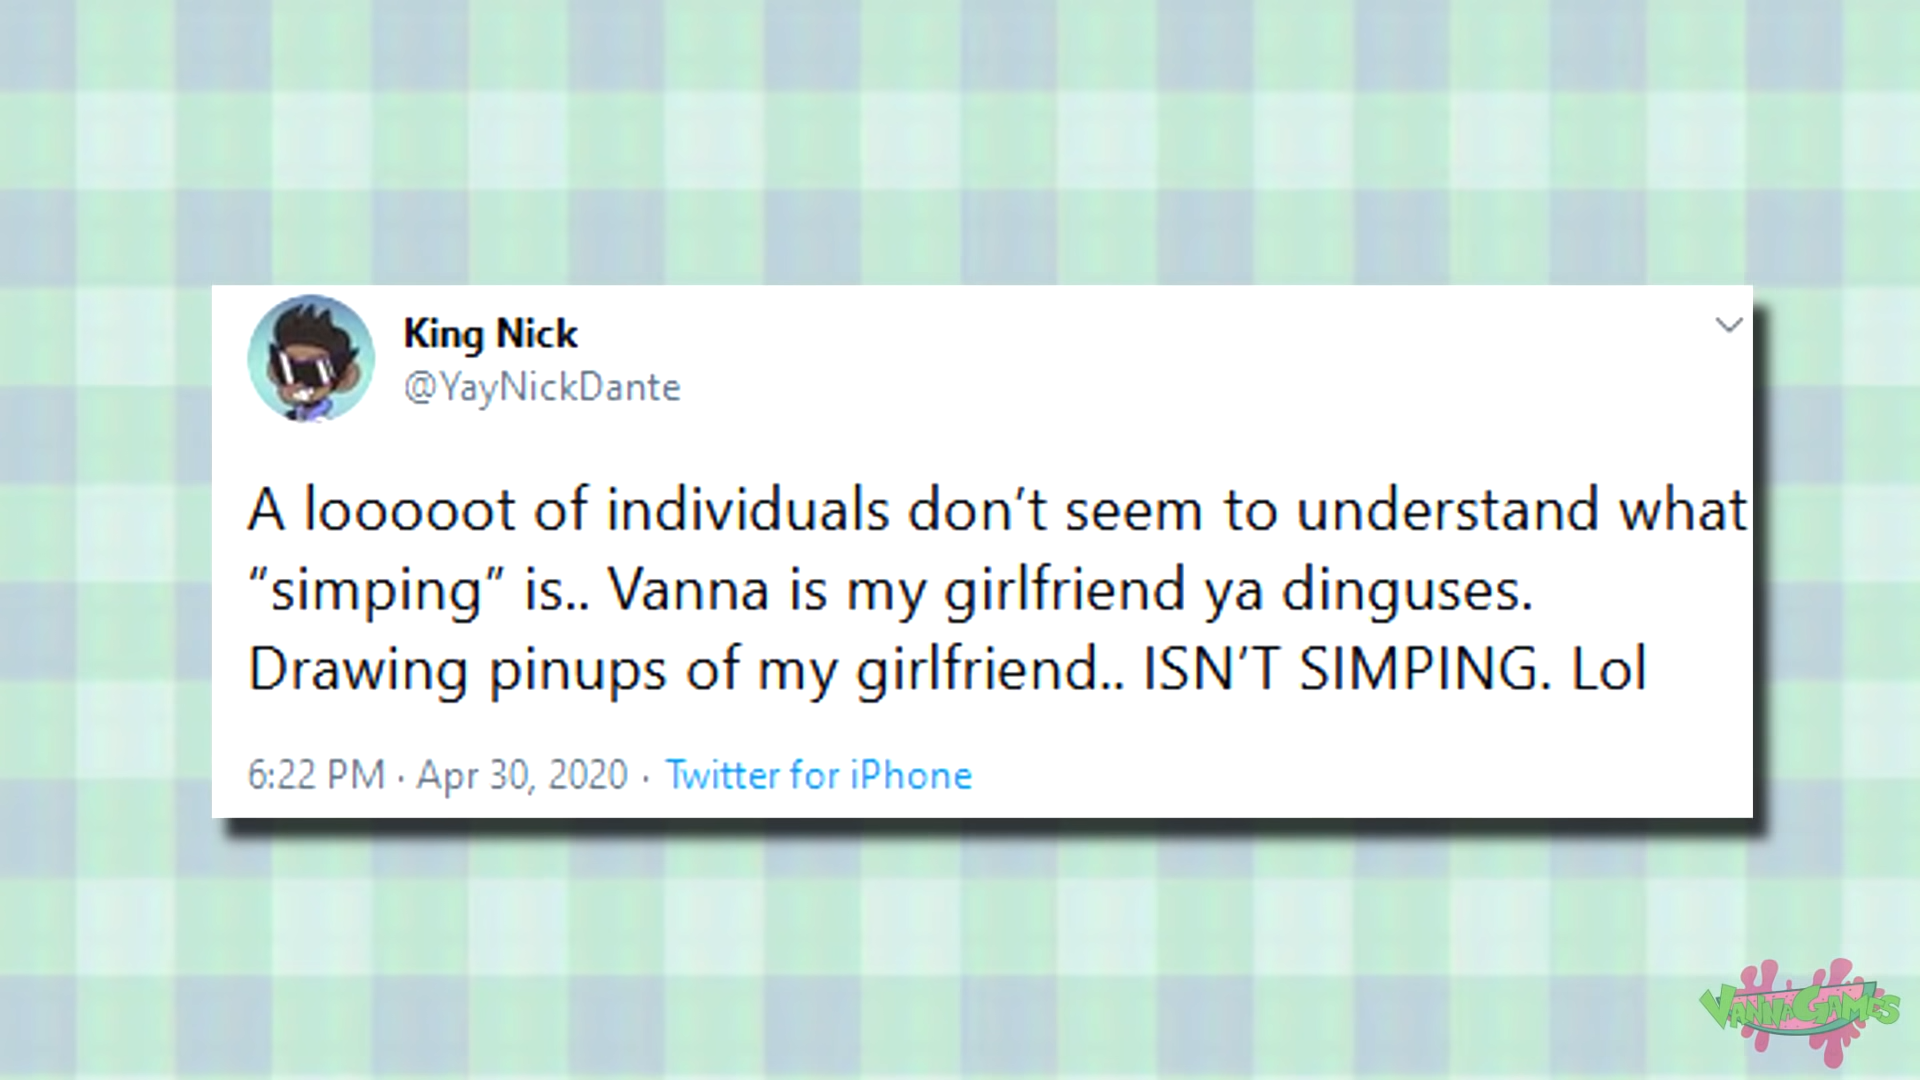 King Nick
@YayNickDante
A looooot of individuals don’t seem to understand what
“simping” is.. Vanna is my girlfriend ya dinguses.
Drawing pinups of my girlfriend.. ISN’T SIMPING. Lol
6:22 PM · Apr 30, 2020 · Twitter for iPhone
VANNAGAMES